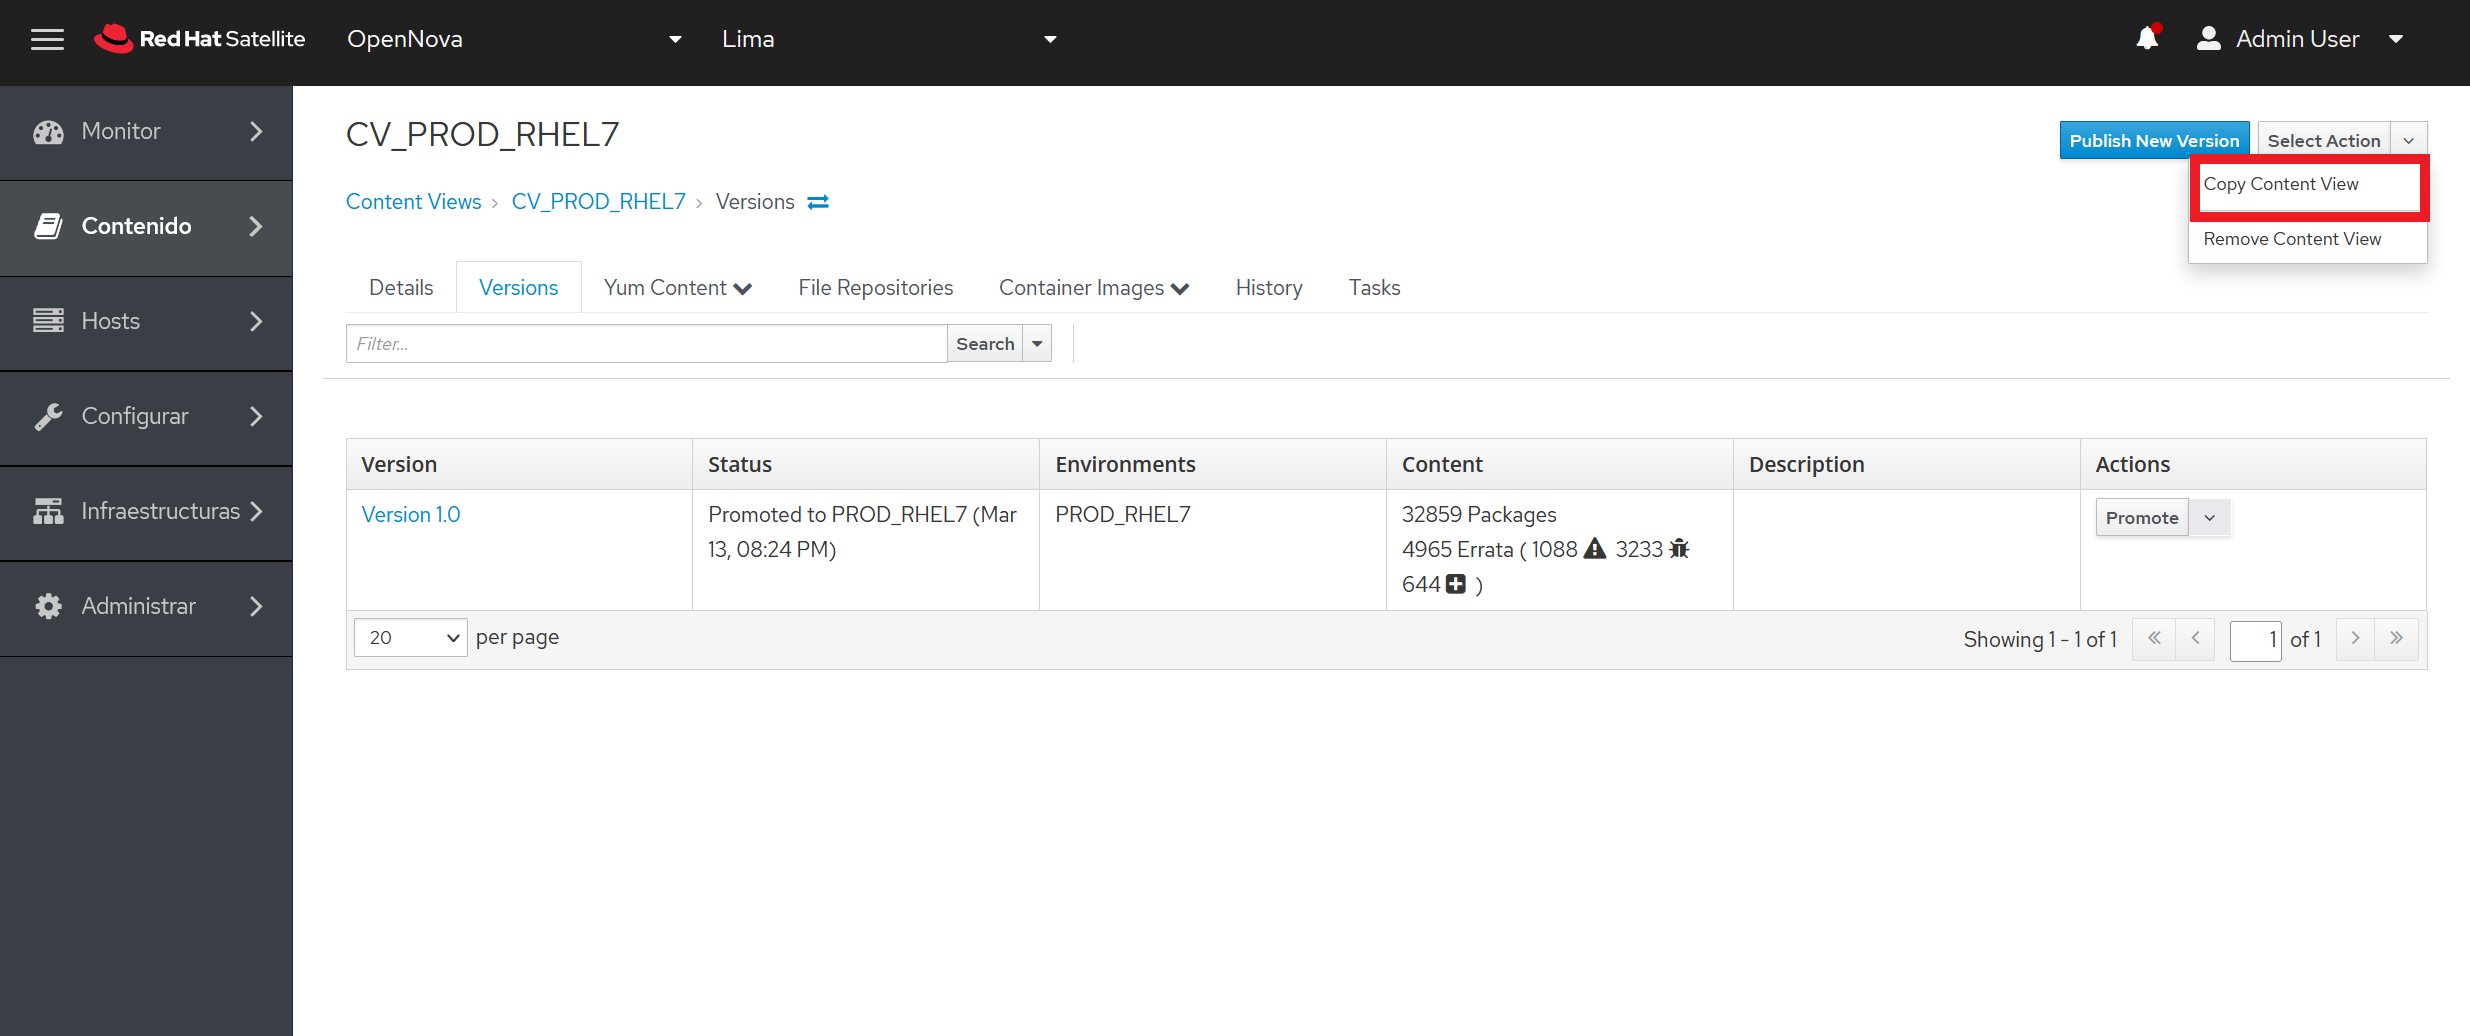 Red Hat Satellite OpenNova Lima Admin User
Monitor
Contenido
Hosts
Configurar
Infraestructuras
Administrar
CV_PROD_RHEL7
Publish New Version Select Action
Copy Content View
Remove Content View
Content Views › CV_PROD_RHEL7 › Versions
Details Versions Yum Content File Repositories Container Images History Tasks
Filter... Search
Version Status Environments Content Description Actions
Version 1.0 Promoted to PROD_RHEL7 (Mar PROD_RHEL7 32859 Packages Promote
13, 08:24 PM) 4965 Errata ( 1088 3233
644 )
20 per page Showing 1 - 1 of 1 « ‹ 1 of 1 › »